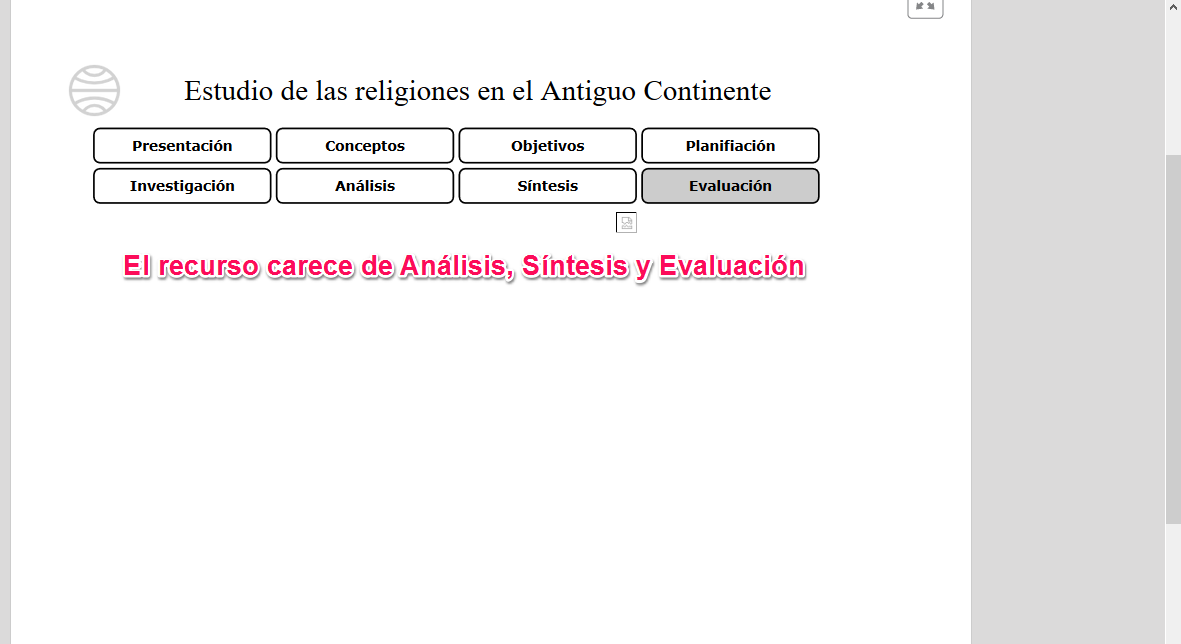 Estudio de las religiones en el Antiguo Continente
Presentación Conceptos Objetivos Planifiación
Investigación Análisis Síntesis Evaluación
El recurso carece de Análisis, Síntesis y Evaluación